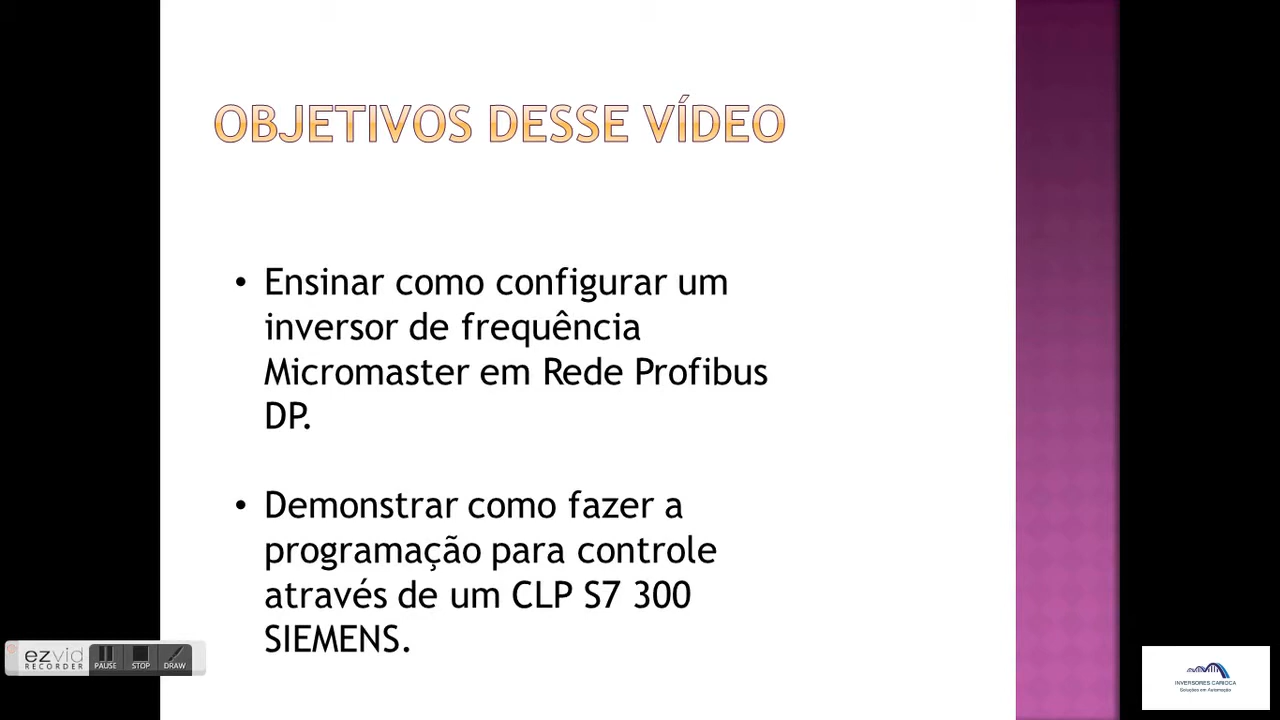 OBJETIVOS DESSE VÍDEO
• Ensinar como configurar um
inversor de frequência
Micromaster em Rede Profibus
DP.
• Demonstrar como fazer a
programação para controle
através de um CLP S7 300
SIEMENS.
ezvid
RECORDER
PAUSE
STOP
DRAW
INVERSORES CARIOCA
Soluções em Automação